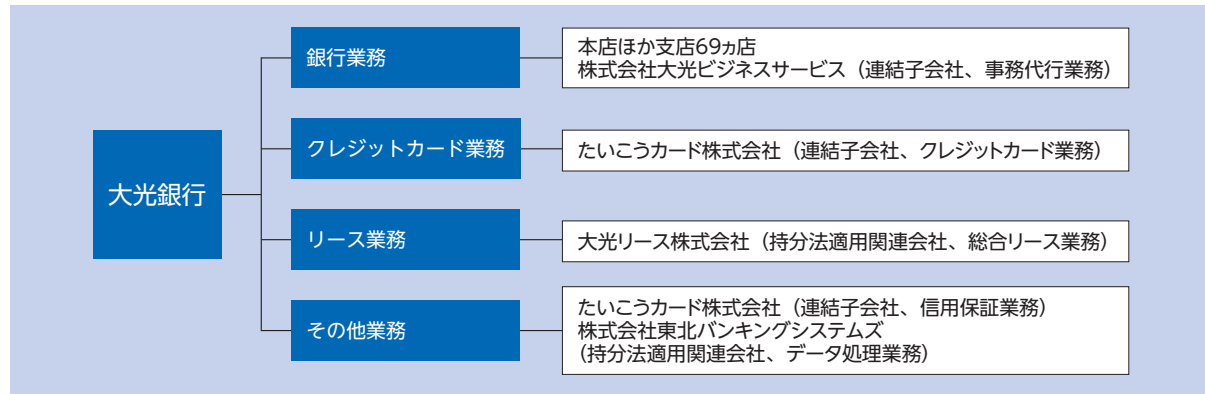 大光銀行
銀行業務
本店ほか支店69ヵ店
株式会社大光ビジネスサービス（連結子会社、事務代行業務）
クレジットカード業務
たいこうカード株式会社（連結子会社、クレジットカード業務）
リース業務
大光リース株式会社（持分法適用関連会社、総合リース業務）
その他業務
たいこうカード株式会社（連結子会社、信用保証業務）
株式会社東北バンキングシステムズ
（持分法適用関連会社、データ処理業務）